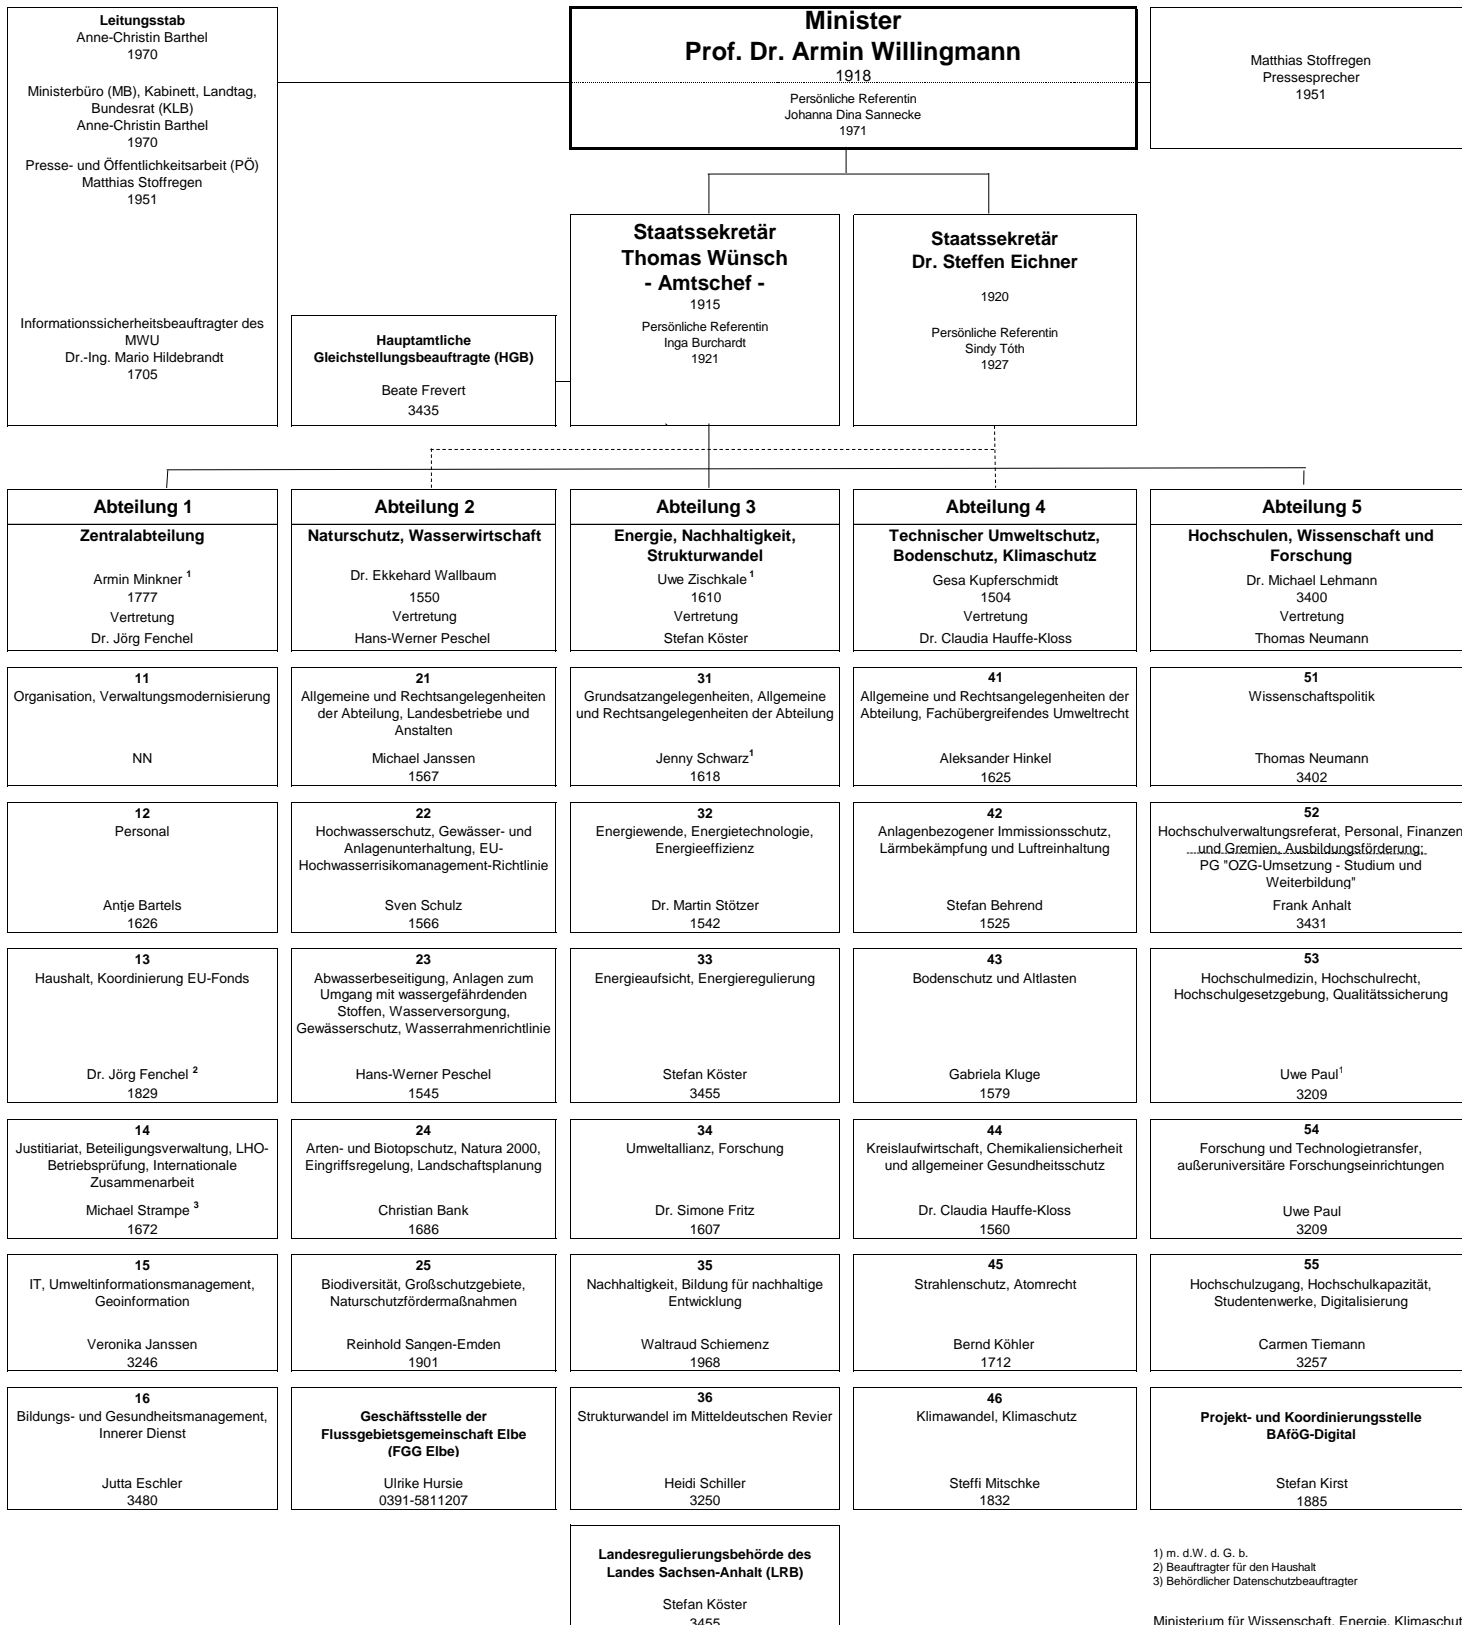 Leitungsstab
Anne-Christin Barthel
1970
Ministerbüro (MB), Kabinett, Landtag,
Bundesrat (KLB)
Anne-Christin Barthel
1970
Presse- und Öffentlichkeitsarbeit (PÖ)
Matthias Stoffregen
1951
Informationssicherheitsbeauftragter des
MWU
Dr.-Ing. Mario Hildebrandt
1705
Minister
Prof. Dr. Armin Willingmann
1918
Persönliche Referentin
Johanna Dina Sannecke
1971
Matthias Stoffregen
Pressesprecher
1951
Hauptamtliche
Gleichstellungsbeauftragte (HGB)
Beate Frevert
3435
Staatssekretär
Thomas Wünsch
- Amtschef -
1915
Persönliche Referentin
Inga Burchardt
1921
Staatssekretär
Dr. Steffen Eichner
1920
Persönliche Referentin
Sindy Tóth
1927
Abteilung 1
Zentralabteilung
Armin Minkner 1
1777
Vertretung
Dr. Jörg Fenchel
Abteilung 2
Naturschutz, Wasserwirtschaft
Dr. Ekkehard Wallbaum
1550
Vertretung
Hans-Werner Peschel
Abteilung 3
Energie, Nachhaltigkeit,
Strukturwandel
Uwe Zischkale 1
1610
Vertretung
Stefan Köster
Abteilung 4
Technischer Umweltschutz,
Bodenschutz, Klimaschutz
Gesa Kupferschmidt
1504
Vertretung
Dr. Claudia Hauffe-Kloss
Abteilung 5
Hochschulen, Wissenschaft und
Forschung
Dr. Michael Lehmann
3400
Vertretung
Thomas Neumann
11
Organisation, Verwaltungsmodernisierung
NN
21
Allgemeine und Rechtsangelegenheiten
der Abteilung, Landesbetriebe und
Anstalten
Michael Janssen
1567
31
Grundsatzangelegenheiten, Allgemeine
und Rechtsangelegenheiten der Abteilung
Jenny Schwarz1
1618
41
Allgemeine und Rechtsangelegenheiten der
Abteilung, Fachübergreifendes Umweltrecht
Aleksander Hinkel
1625
51
Wissenschaftspolitik
Thomas Neumann
3402
12
Personal
Antje Bartels
1626
22
Hochwasserschutz, Gewässer- und
Anlagenunterhaltung, EU-
Hochwasserrisikomanagement-Richtlinie
Sven Schulz
1566
32
Energiewende, Energietechnologie,
Energieeffizienz
Dr. Martin Stötzer
1542
42
Anlagenbezogener Immissionsschutz,
Lärmbekämpfung und Luftreinhaltung
Stefan Behrend
1525
52
Hochschulverwaltungsreferat, Personal, Finanzen
und Gremien, Ausbildungsförderung;
PG "OZG-Umsetzung - Studium und
Weiterbildung"
Frank Anhalt
3431
13
Haushalt, Koordinierung EU-Fonds
Dr. Jörg Fenchel 2
1829
23
Abwasserbeseitigung, Anlagen zum
Umgang mit wassergefährdenden
Stoffen, Wasserversorgung,
Gewässerschutz, Wasserrahmenrichtlinie
Hans-Werner Peschel
1545
33
Energieaufsicht, Energieregulierung
Stefan Köster
3455
43
Bodenschutz und Altlasten
Gabriela Kluge
1579
53
Hochschulmedizin, Hochschulrecht,
Hochschulgesetzgebung, Qualitätssicherung
Uwe Paul1
3209
14
Justitiariat, Beteiligungsverwaltung, LHO-
Betriebsprüfung, Internationale
Zusammenarbeit
Michael Strampe 3
1672
24
Arten- und Biotopschutz, Natura 2000,
Eingriffsregelung, Landschaftsplanung
Christian Bank
1686
34
Umweltallianz, Forschung
Dr. Simone Fritz
1607
44
Kreislaufwirtschaft, Chemikaliensicherheit
und allgemeiner Gesundheitsschutz
Dr. Claudia Hauffe-Kloss
1560
54
Forschung und Technologietransfer,
außeruniversitäre Forschungseinrichtungen
Uwe Paul
3209
15
IT, Umweltinformationsmanagement,
Geoinformation
Veronika Janssen
3246
25
Biodiversität, Großschutzgebiete,
Naturschutzfördermaßnahmen
Reinhold Sangen-Emden
1901
35
Nachhaltigkeit, Bildung für nachhaltige
Entwicklung
Waltraud Schiemenz
1968
45
Strahlenschutz, Atomrecht
Bernd Köhler
1712
55
Hochschulzugang, Hochschulkapazität,
Studentenwerke, Digitalisierung
Carmen Tiemann
3257
16
Bildungs- und Gesundheitsmanagement,
Innerer Dienst
Jutta Eschler
3480
Geschäftsstelle der
Flussgebietsgemeinschaft Elbe
(FGG Elbe)
Ulrike Hursie
0391-5811207
36
Strukturwandel im Mitteldeutschen Revier
Heidi Schiller
3250
46
Klimawandel, Klimaschutz
Steffi Mitschke
1832
Projekt- und Koordinierungsstelle
BAföG-Digital
Stefan Kirst
1885
Landesregulierungsbehörde des
Landes Sachsen-Anhalt (LRB)
Stefan Köster
3455
1) m. d.W. d. G. b.
2) Beauftragter für den Haushalt
3) Behördlicher Datenschutzbeauftragter
Ministerium für Wissenschaft, Energie, Klimaschut